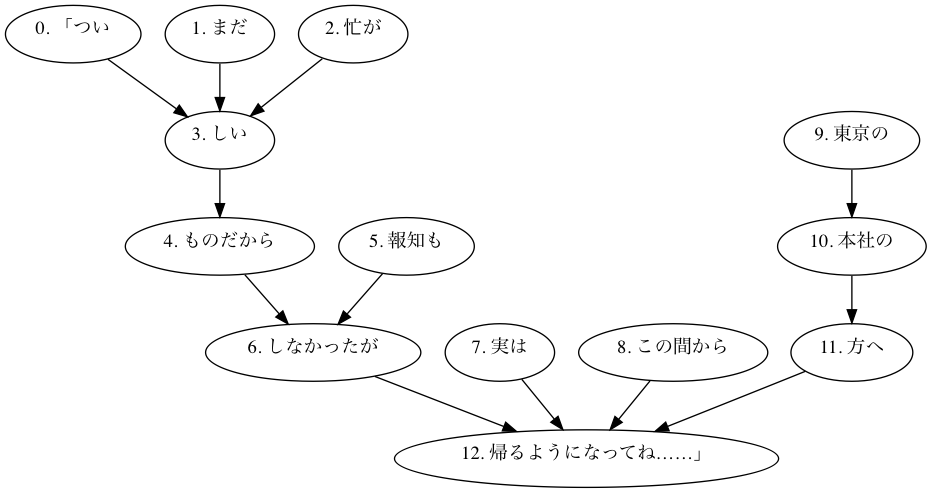 0. 「つい
1. まだ
2. 忙が
3. しい
9. 東京の
4. ものだから
5. 報知も
10. 本社の
6. しなかったが
7. 実は
8. この間から
11. 方へ
12. 帰るようになってね……」